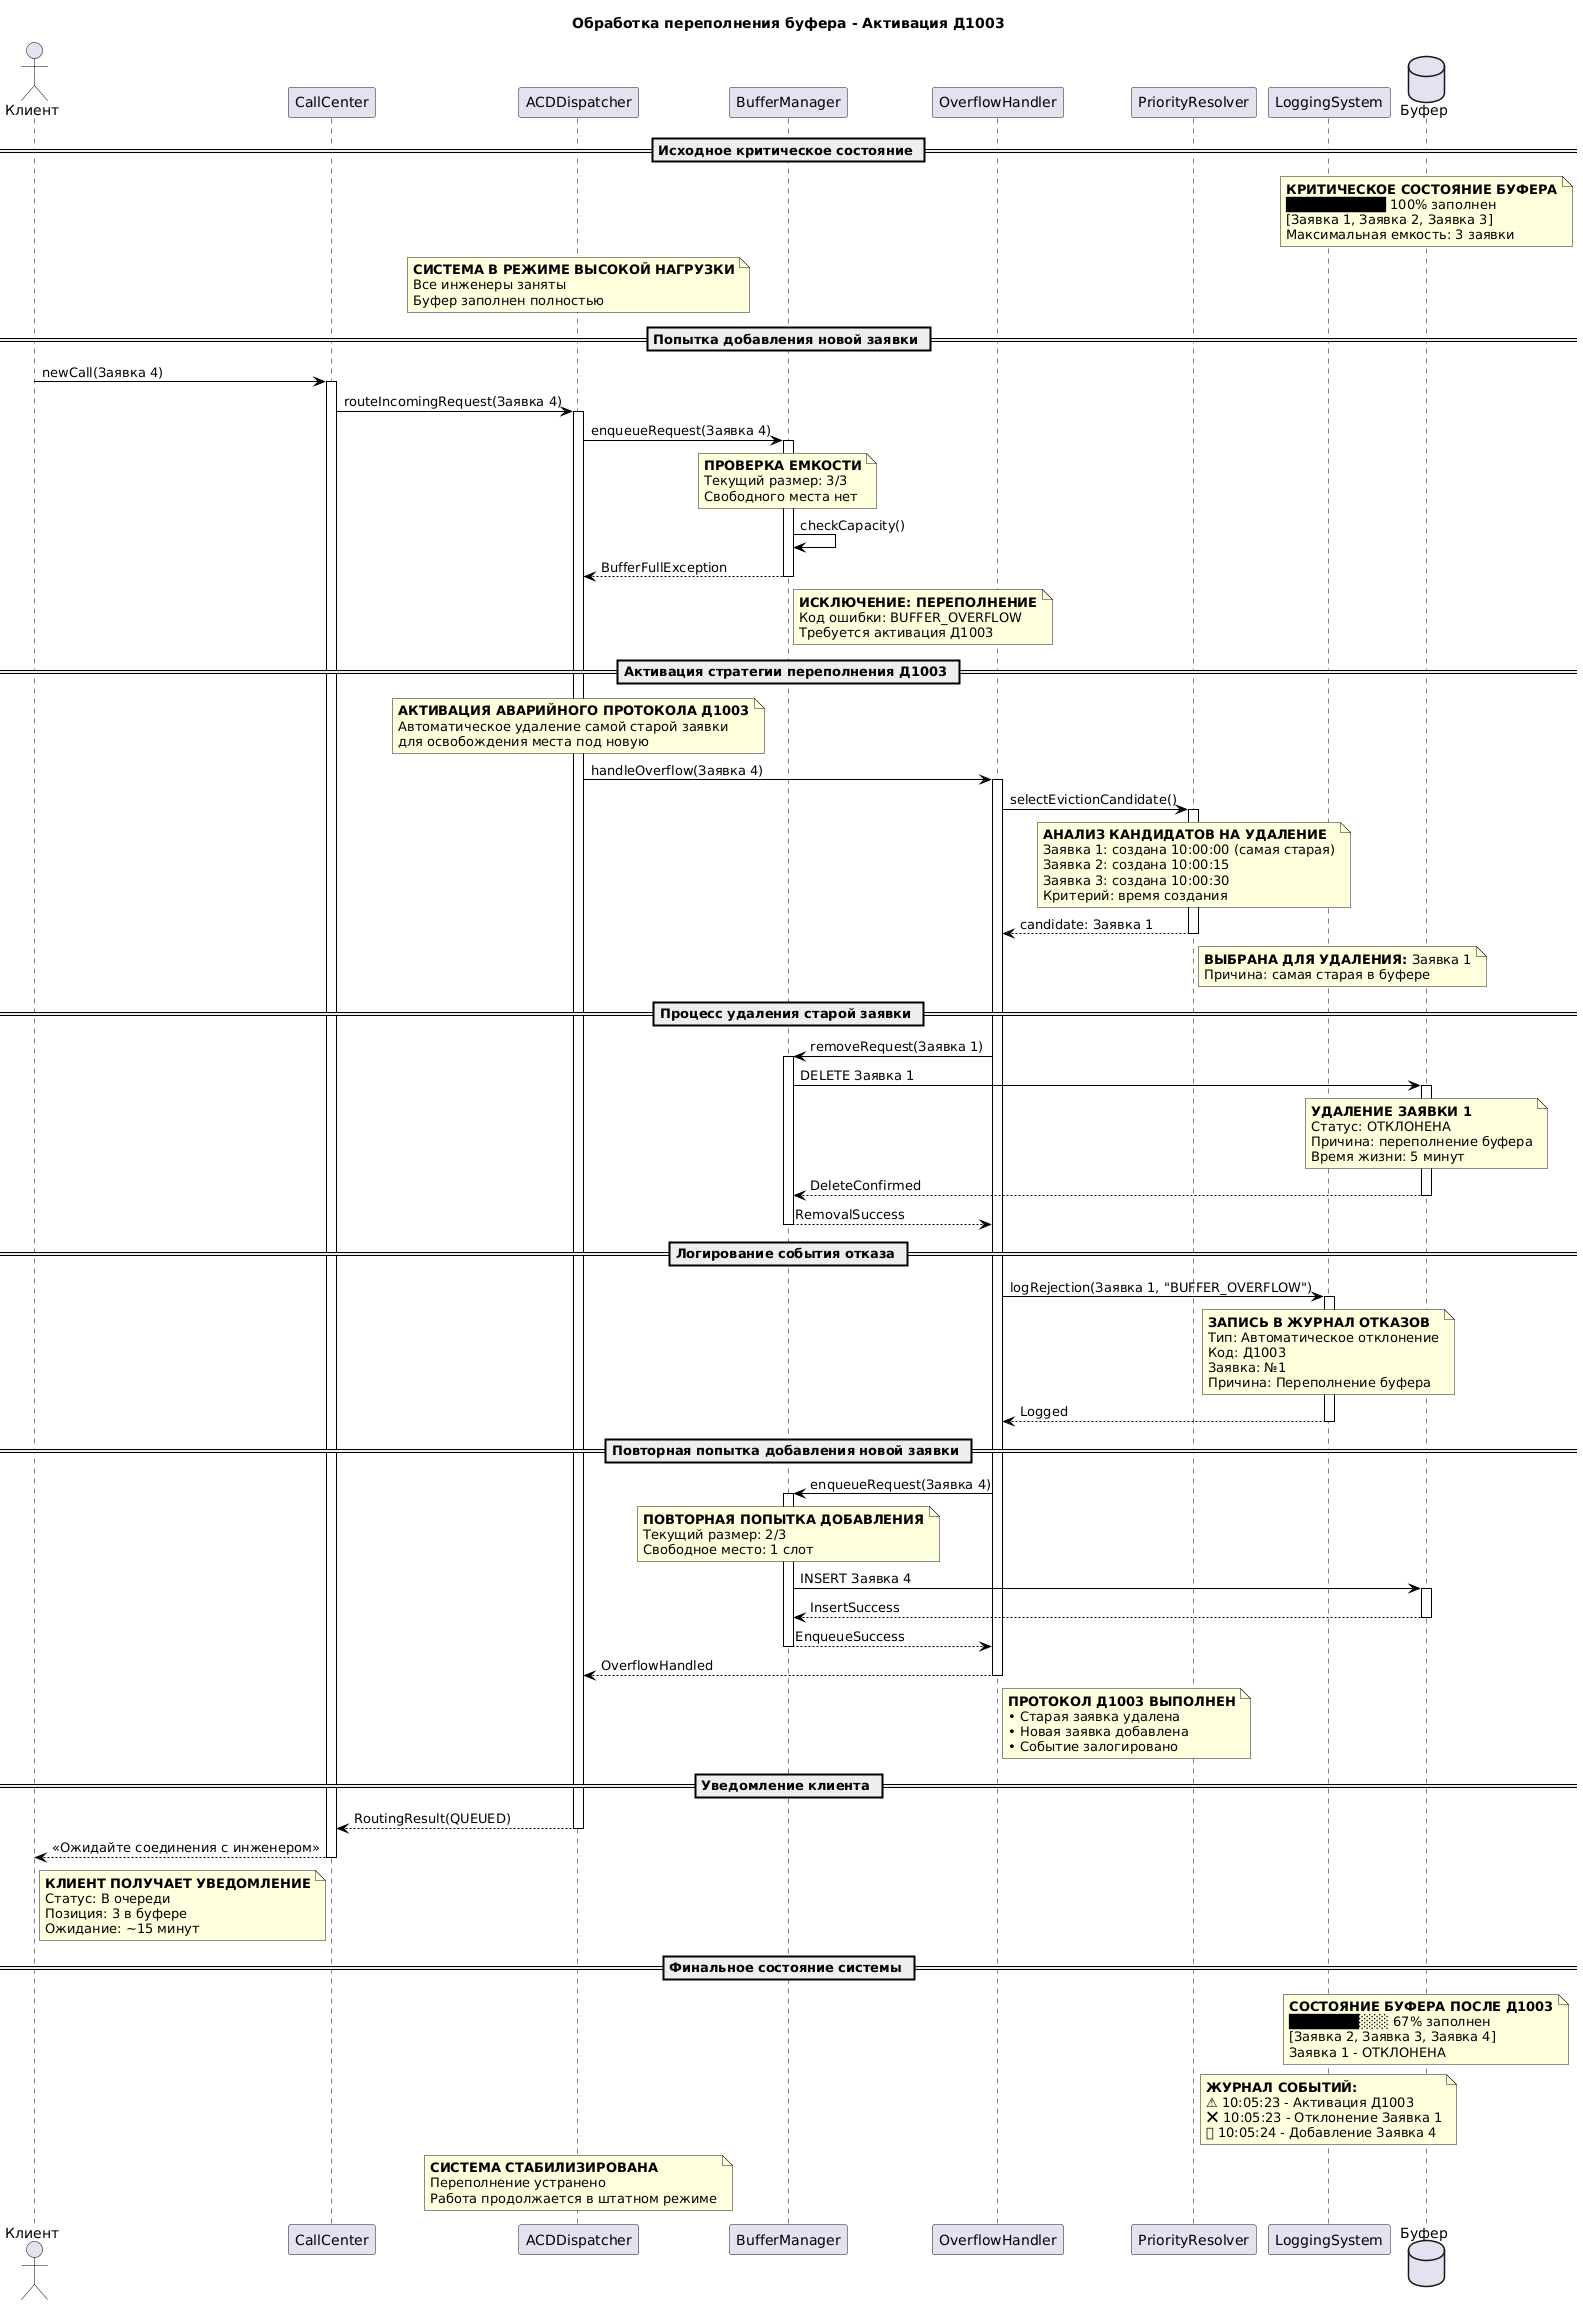 Обработка переполнения буфера - Активация Д1003
Клиент
CallCenter
ACDDispatcher
BufferManager
OverflowHandler
PriorityResolver
LoggingSystem
Буфер
Исходное критическое состояние
КРИТИЧЕСКОЕ СОСТОЯНИЕ БУФЕРА
██████████ 100% заполнен
[Заявка 1, Заявка 2, Заявка 3]
Максимальная емкость: 3 заявки
СИСТЕМА В РЕЖИМЕ ВЫСОКОЙ НАГРУЗКИ
Все инженеры заняты
Буфер заполнен полностью
Попытка добавления новой заявки
newCall(Заявка 4)
routeIncomingRequest(Заявка 4)
enqueueRequest(Заявка 4)
ПРОВЕРКА ЕМКОСТИ
Текущий размер: 3/3
Свободного места нет
checkCapacity()
BufferFullException
ИСКЛЮЧЕНИЕ: ПЕРЕПОЛНЕНИЕ
Код ошибки: BUFFER_OVERFLOW
Требуется активация Д1003
Активация стратегии переполнения Д1003
АКТИВАЦИЯ АВАРИЙНОГО ПРОТОКОЛА Д1003
Автоматическое удаление самой старой заявки
для освобождения места под новую
handleOverflow(Заявка 4)
selectEvictionCandidate()
АНАЛИЗ КАНДИДАТОВ НА УДАЛЕНИЕ
Заявка 1: создана 10:00:00 (самая старая)
Заявка 2: создана 10:00:15
Заявка 3: создана 10:00:30
Критерий: время создания
candidate: Заявка 1
ВЫБРАНА ДЛЯ УДАЛЕНИЯ: Заявка 1
Причина: самая старая в буфере
Процесс удаления старой заявки
removeRequest(Заявка 1)
DELETE Заявка 1
УДАЛЕНИЕ ЗАЯВКИ 1
Статус: ОТКЛОНЕНА
Причина: переполнение буфера
Время жизни: 5 минут
DeleteConfirmed
RemovalSuccess
Логирование события отказа
logRejection(Заявка 1, "BUFFER_OVERFLOW")
ЗАПИСЬ В ЖУРНАЛ ОТКАЗОВ
Тип: Автоматическое отклонение
Код: Д1003
Заявка: №1
Причина: Переполнение буфера
Logged
Повторная попытка добавления новой заявки
enqueueRequest(Заявка 4)
ПОВТОРНАЯ ПОПЫТКА ДОБАВЛЕНИЯ
Текущий размер: 2/3
Свободное место: 1 слот
INSERT Заявка 4
InsertSuccess
EnqueueSuccess
OverflowHandled
ПРОТОКОЛ Д1003 ВЫПОЛНЕН
• Старая заявка удалена
• Новая заявка добавлена
• Событие залогировано
Уведомление клиента
RoutingResult(QUEUED)
«Ожидайте соединения с инженером»
КЛИЕНТ ПОЛУЧАЕТ УВЕДОМЛЕНИЕ
Статус: В очереди
Позиция: 3 в буфере
Ожидание: ~15 минут
Финальное состояние системы
СОСТОЯНИЕ БУФЕРА ПОСЛЕ Д1003
███████░░░ 67% заполнен
[Заявка 2, Заявка 3, Заявка 4]
Заявка 1 - ОТКЛОНЕНА
ЖУРНАЛ СОБЫТИЙ:
⚠ 10:05:23 - Активация Д1003
❌ 10:05:23 - Отклонение Заявка 1
10:05:24 - Добавление Заявка 4
СИСТЕМА СТАБИЛИЗИРОВАНА
Переполнение устранено
Работа продолжается в штатном режиме
Клиент
CallCenter
ACDDispatcher
BufferManager
OverflowHandler
PriorityResolver
LoggingSystem
Буфер